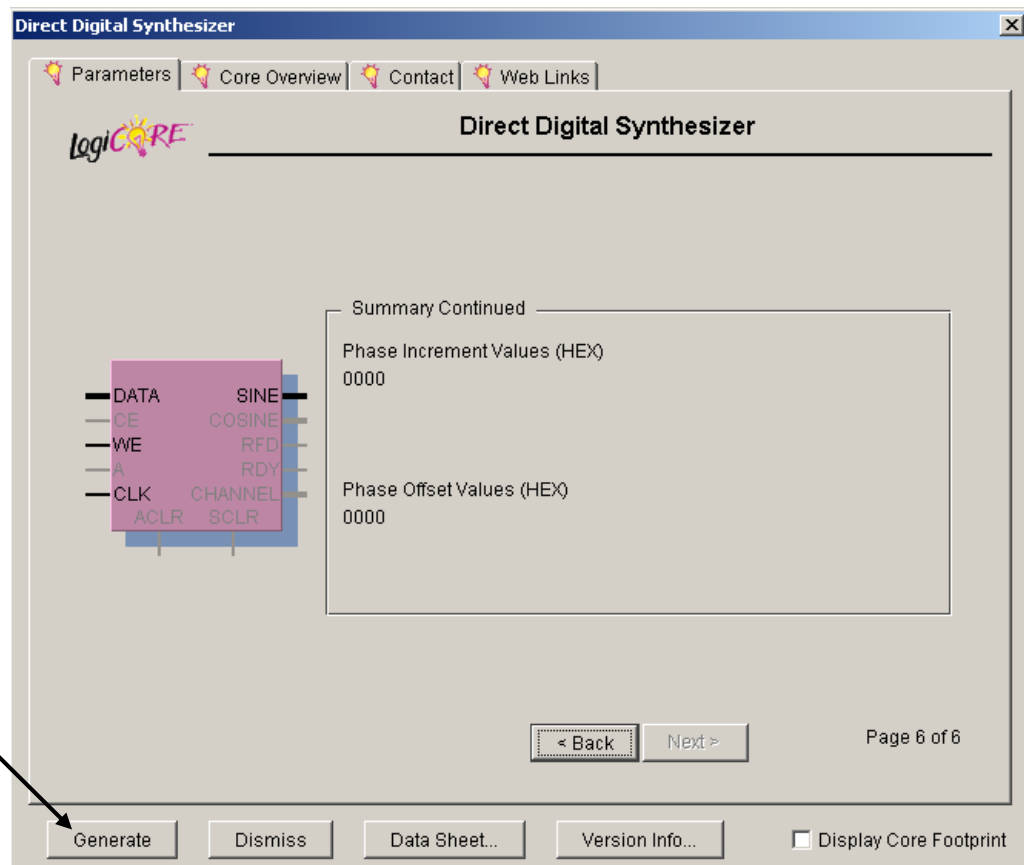 Direct Digital Synthesizer
Parameters Core Overview Contact Web Links
LogiCORE
Direct Digital Synthesizer
Summary Continued
Phase Increment Values (HEX)
0000
Phase Offset Values (HEX)
0000
DATA SINE
CE COSINE
WE RFD
A RDY
CLK CHANNEL
ACLR SCLR
< Back Next > Page 6 of 6
Generate Dismiss Data Sheet... Version Info... Display Core Footprint